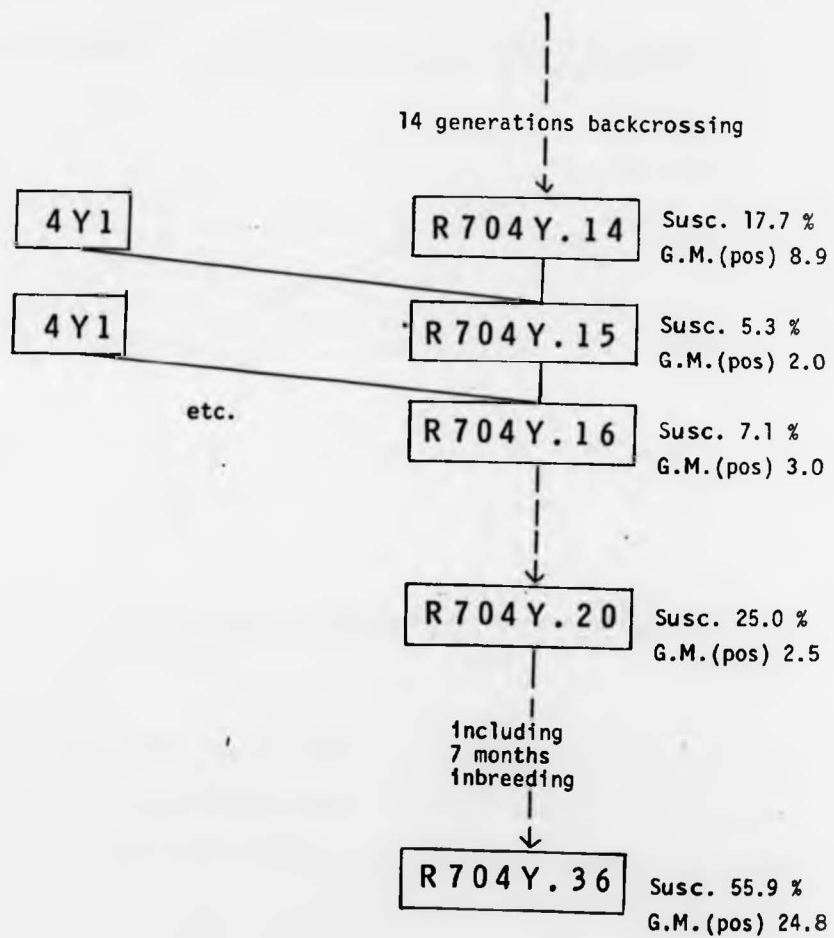 14 generations backcrossing
4Y1
R704Y.14
Susc. 17.7 %
G.M.(pos) 8.9
4Y1
R704Y.15
Susc. 5.3 %
G.M.(pos) 2.0
etc.
R704Y.16
Susc. 7.1 %
G.M.(pos) 3.0
R704Y.20
Susc. 25.0 %
G.M.(pos) 2.5
including
7 months
inbreeding
R704Y.36
Susc. 55.9 %
G.M.(pos) 24.8